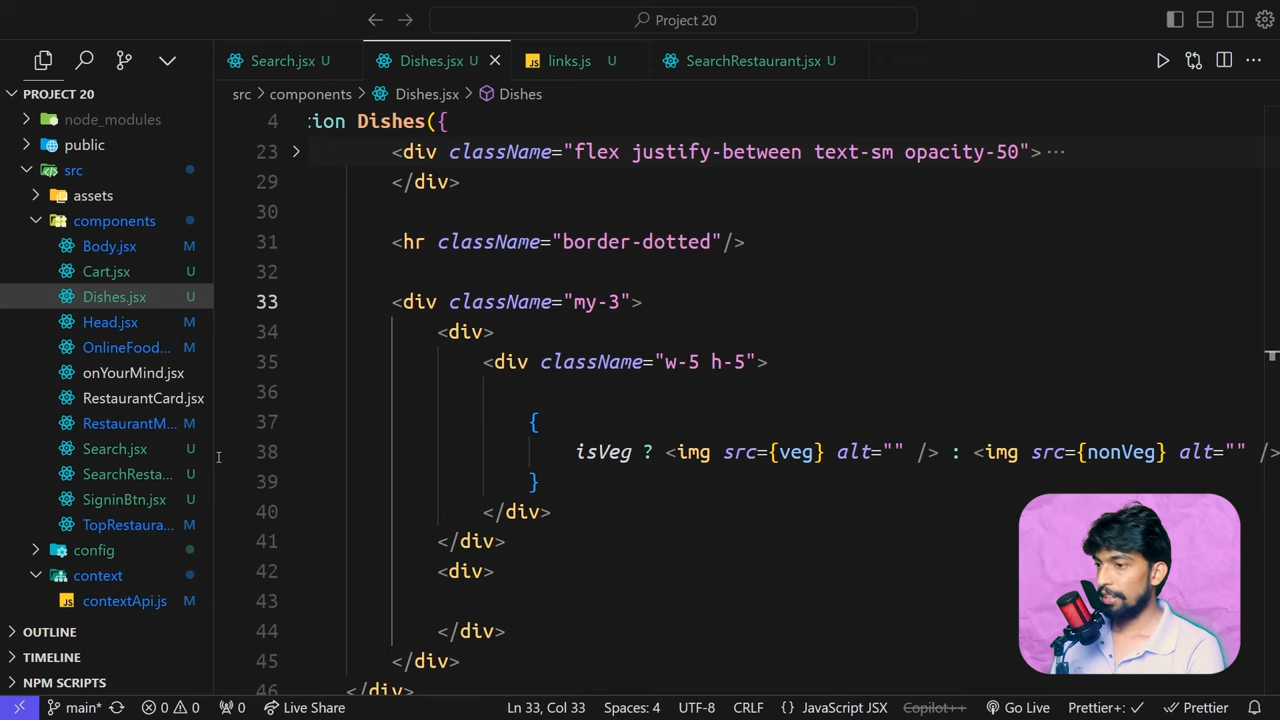 Project 20
Search.jsx U
Dishes.jsx U
links.js U
SearchRestaurant.jsx U
PROJECT 20
src > components > Dishes.jsx > Dishes
node_modules
public
src
assets
components
Body.jsx M
Cart.jsx U
Dishes.jsx U
Head.jsx M
OnlineFood... M
onYourMind.jsx
RestaurantCard.jsx
RestaurantM... M
Search.jsx U
SearchResta... U
SigninBtn.jsx U
TopRestaura... M
config
context
contextApi.js M
OUTLINE
TIMELINE
NPM SCRIPTS
4 :ion Dishes({
23 <div className="flex justify-between text-sm opacity-50">···
29 </div>
30
31 <hr className="border-dotted"/>
32
33 <div className="my-3">
34 <div>
35 <div className="w-5 h-5">
36
37 {
38 isVeg ? <img src={veg} alt="" /> : <img src={nonVeg} alt="" />
39 }
40 </div>
41 </div>
42 <div>
43
44 </div>
45 </div>
46 </div>
main* 0 0 0 Live Share Ln 33, Col 33 Spaces: 4 UTF-8 CRLF {} JavaScript JSX Copilot++ Go Live Prettier+: ✓ Prettier